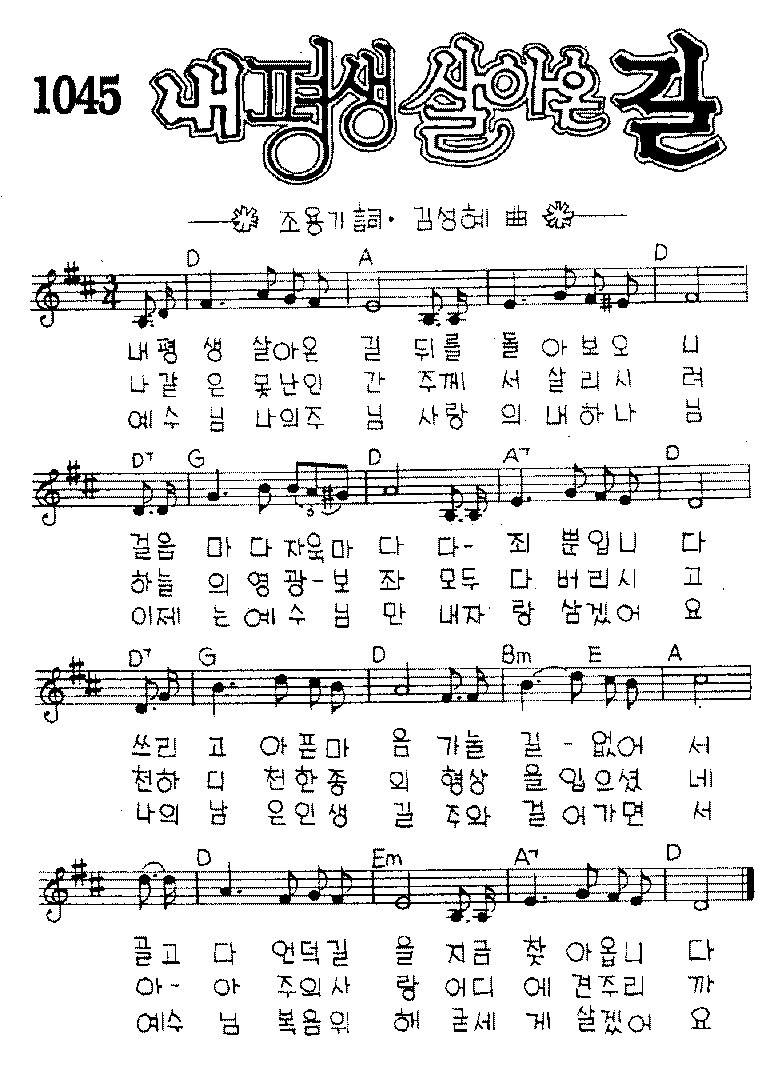 1045 내평생 살아온 길
조용기 詞 · 김성혜 曲
D A D
3/4
내평 생 살아온 길 뒤를 돌 아보오 니
나같 은 못난인 간 주께 서 살리시 려
예수 님 나의주 님 사랑 의 내하나 님
D7 G D A7 D
3
걸음 마 다자욱마 다 다- 죄 뿐입니 다
하늘 의 영광-보 좌 모두 다 버리시 고
이제 는 예수님 만 내자 랑 삼겠어 요
D7 G D Bm E A
쓰리 고 아픈마 음 가눌 길 - 없어 서
천하 디 천한종 의 형상 을입으셨 네
나의 남 은인생 길 주와 걸 어가면 서
D Em A7 D
끌고 다 언덕길 을 지금 찾 아옵니 다
아- 아 주의사 랑 어디 에 견주리 까
예수 님 복음위 해 굳세 게 살겠어 요